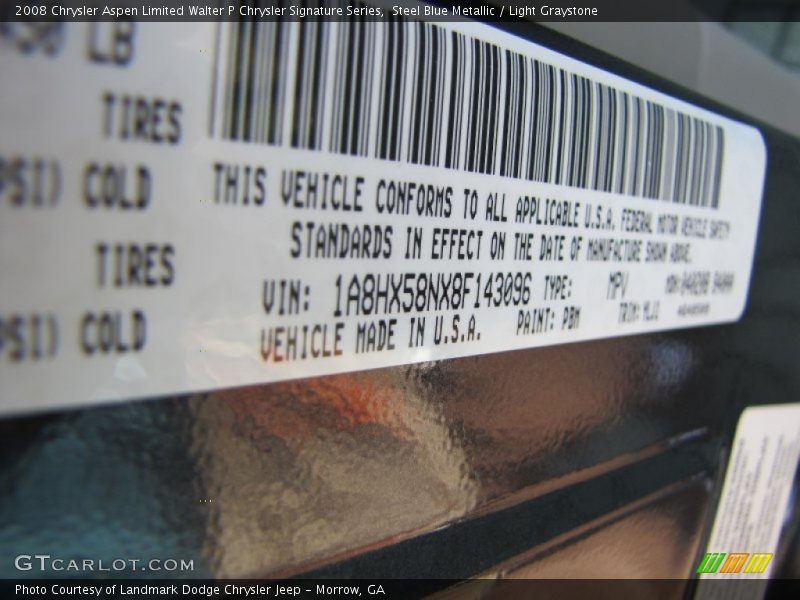 2008 Chrysler Aspen Limited Walter P Chrysler Signature Series,  Steel Blue Metallic / Light Graystone
LB
TIRES
PSI) COLD
TIRES
PSI) COLD
THIS VEHICLE CONFORMS TO ALL APPLICABLE U.S.A. FEDERAL MOTOR VEHICLE SAFETY
STANDARDS IN EFFECT ON THE DATE OF MANUFACTURE SHOWN ABOVE.
VIN: 1A8HX58NX8F143096 TYPE: MPV
VEHICLE MADE IN U.S.A. PAINT: PBM TRIM:
GTCARLOT.COM
Photo Courtesy of Landmark Dodge Chrysler Jeep - Morrow, GA